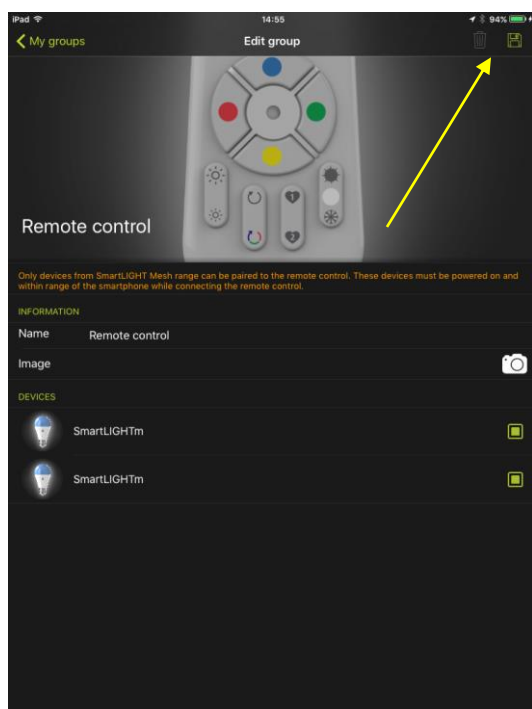 iPad 14:55 94%
My groups Edit group
1
2
Remote control
Only devices from SmartLIGHT Mesh range can be paired to the remote control. These devices must be powered on and
within range of the smartphone while connecting the remote control.
INFORMATION
Name Remote control
Image
DEVICES
SmartLIGHTm
SmartLIGHTm